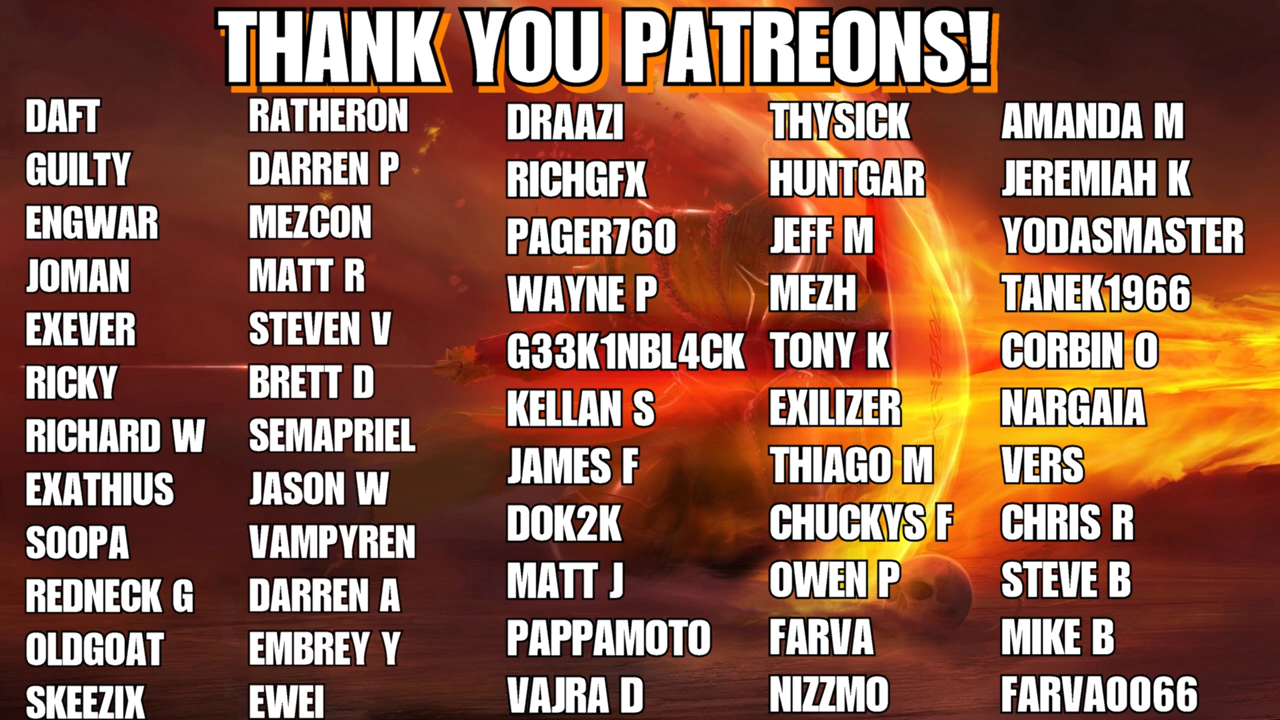 THANK YOU PATREONS!
DAFT
GUILTY
ENGWAR
JOMAN
EXEVER
RICKY
RICHARD W
EXATHIUS
SOOPA
REDNECK G
OLDGOAT
SKEEZIX
RATHERON
DARREN P
MEZCON
MATT R
STEVEN V
BRETT D
SEMAPRIEL
JASON W
VAMPYREN
DARREN A
EMBREY Y
EWEI
DRAAZI
RICHGFX
PAGER760
WAYNE P
G33K1NBL4CK
KELLAN S
JAMES F
DOK2K
MATT J
PAPPAMOTO
VAJRA D
THYSICK
HUNTGAR
JEFF M
MEZH
TONY K
EXILIZER
THIAGO M
CHUCKYS F
OWEN P
FARVA
NIZZMO
AMANDA M
JEREMIAH K
YODASMASTER
TANEK1966
CORBIN O
NARGAIA
VERS
CHRIS R
STEVE B
MIKE B
FARVA0066